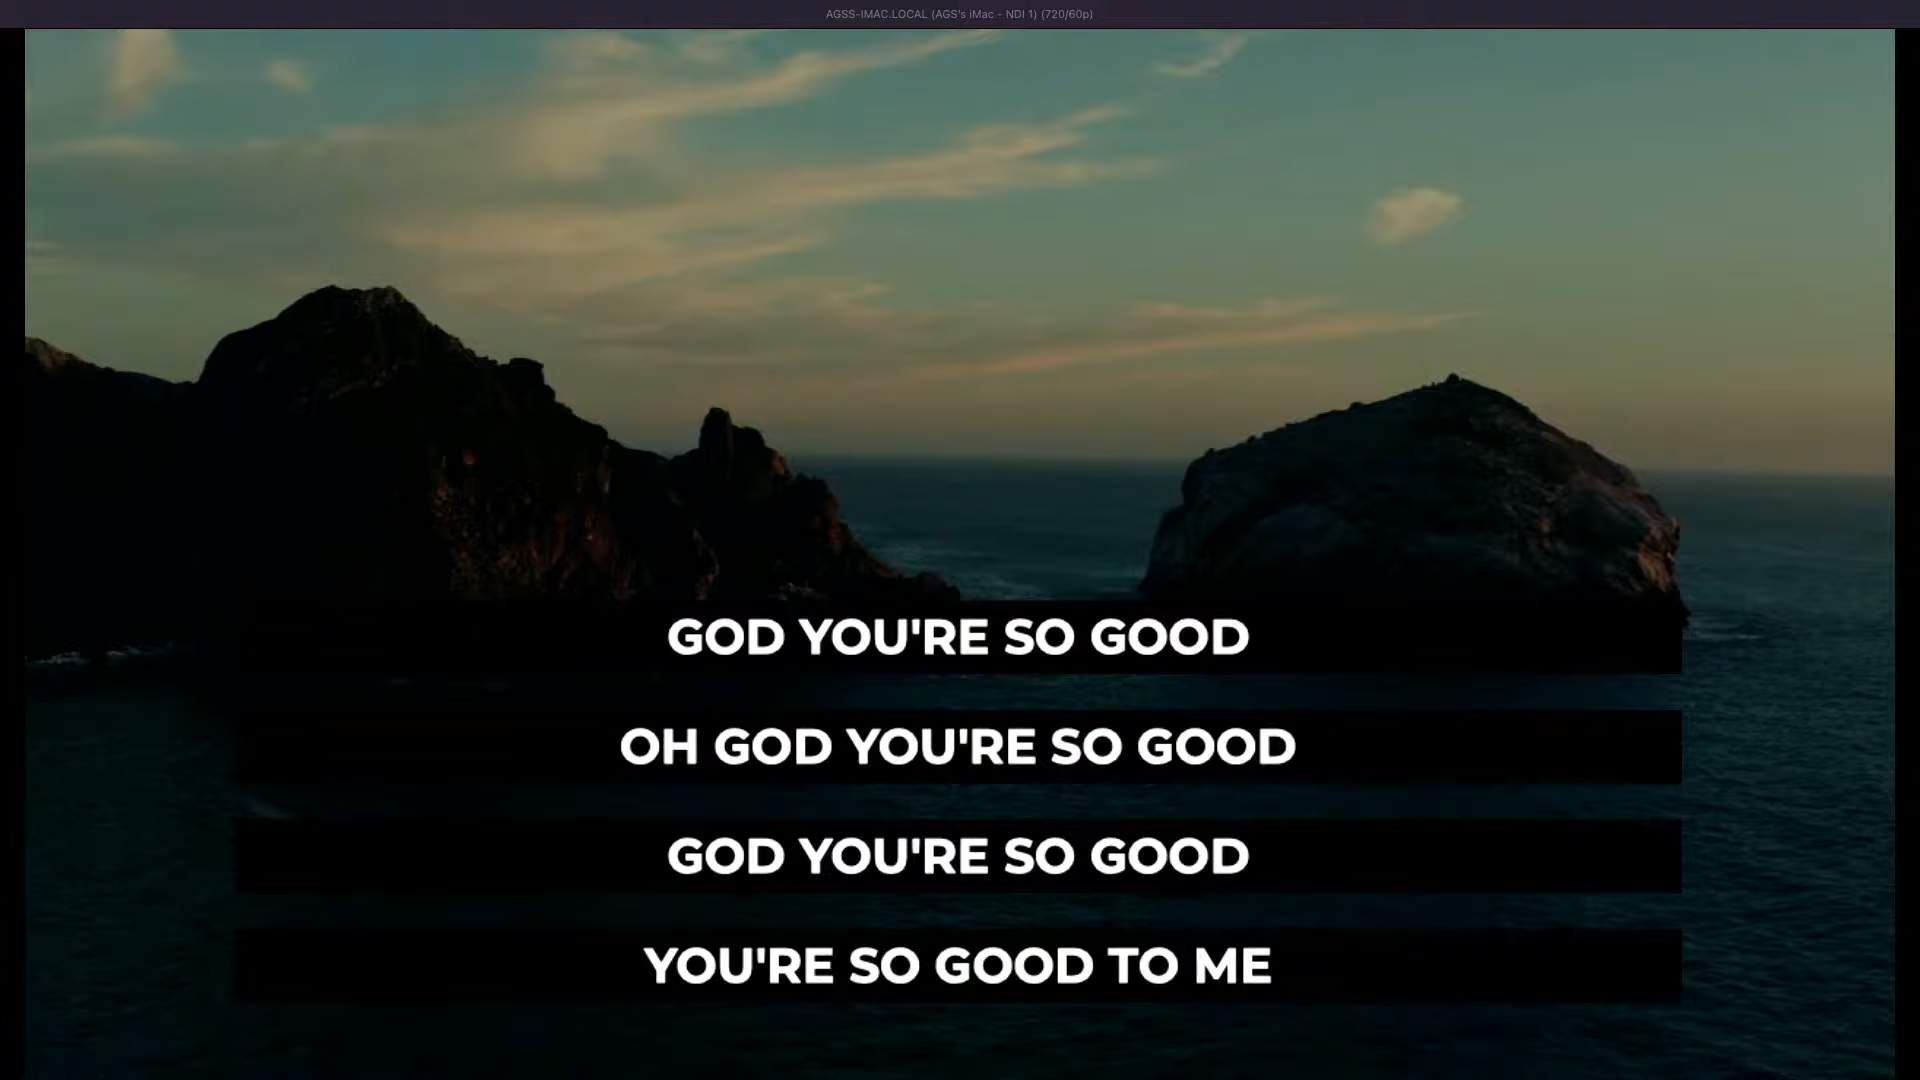 AGSS-IMAC.LOCAL (AGS's iMac - NDI 1) (720/60p)
GOD YOU'RE SO GOOD
OH GOD YOU'RE SO GOOD
GOD YOU'RE SO GOOD
YOU'RE SO GOOD TO ME